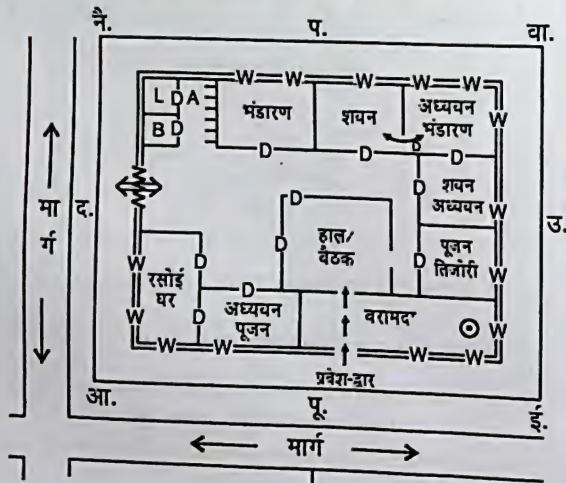 नै. प. वा.
W W W W
L D A भंडारण शयन अध्ययन भंडारण W
B D D
D D D
शयन अध्ययन W
D
मार्ग द. D हाल/ बैठक उ.
पूजन तिजोरी W
W रसोई घर D D D
W D अध्ययन पूजन वरामदा W
W W W W W
प्रवेश-द्वार
आ. पू. ई.
मार्ग